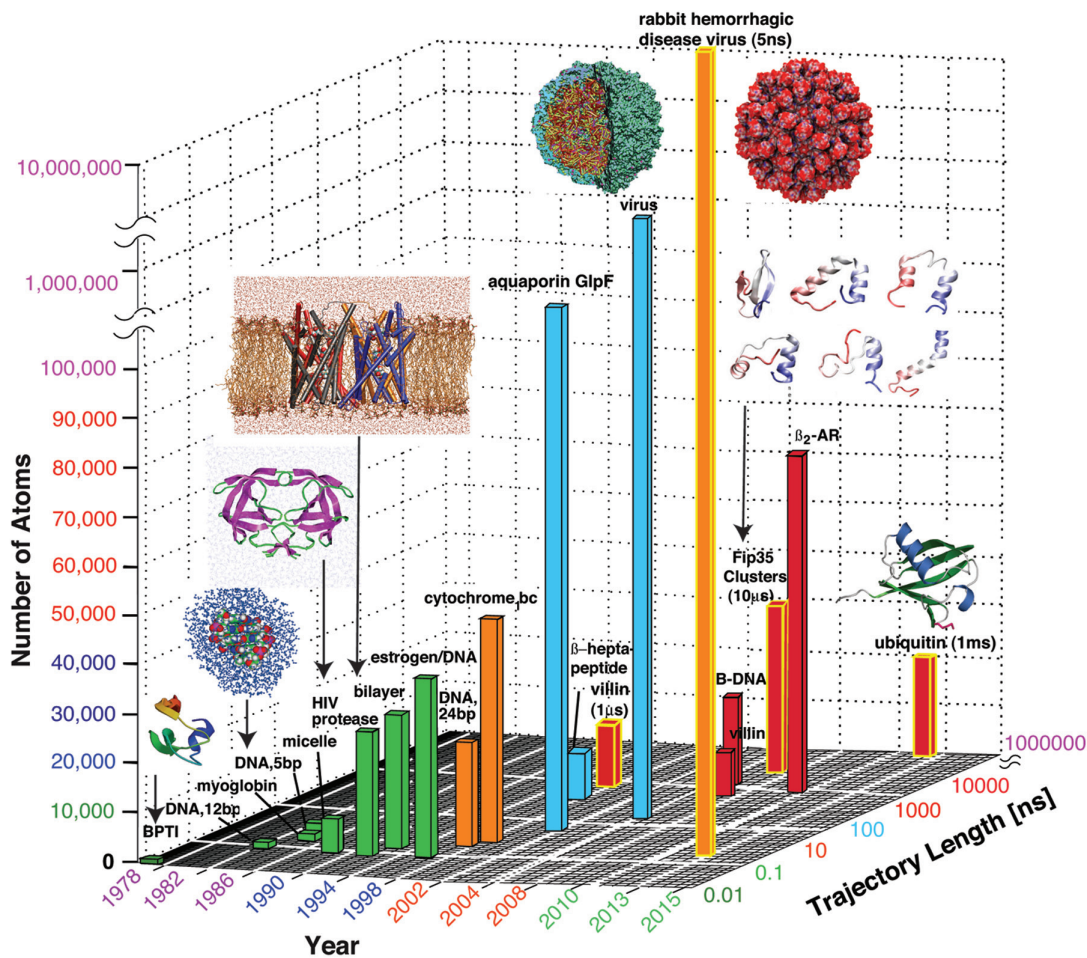 rabbit hemorrhagic
disease virus (5ns)
10,000,000
virus
1,000,000
aquaporin GlpF
100,000
90,000
80,000
70,000
60,000
50,000
40,000
30,000
20,000
10,000
0
Number of Atoms
β₂-AR
Fip35
Clusters
(10μs)
cytochrome,bc
ubiquitin (1ms)
estrogen/DNA
β–hepta-
peptide
villin
(1μs)
B-DNA
bilayer
DNA,
24bp
HIV
protease
villin
micelle
DNA,5bp
myoglobin
DNA,12bp
BPTI
1978
1982
1986
1990
1994
1998
2002
2004
2008
2010
2013
2015
Year
0.01
0.1
10
100
1000
10000
1000000
Trajectory Length [ns]